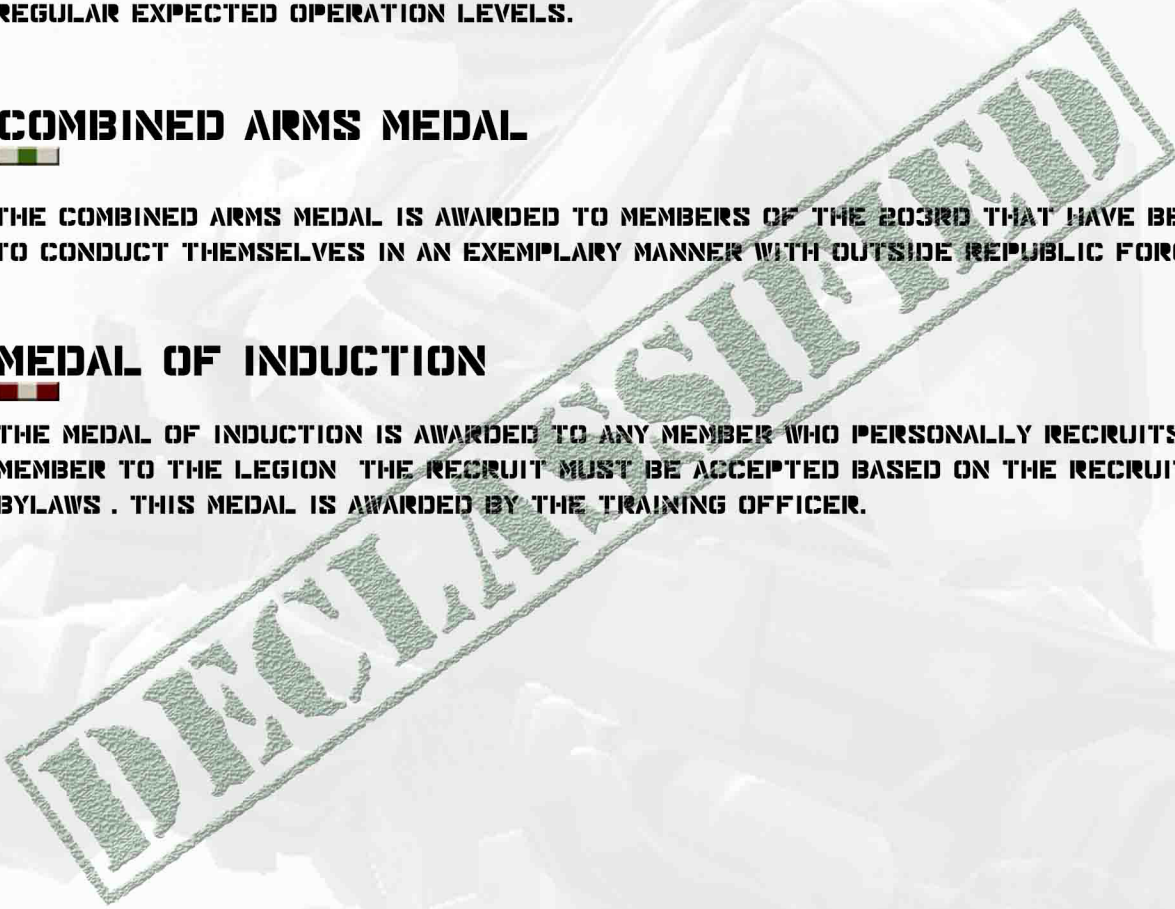 REGULAR EXPECTED OPERATION LEVELS.
COMBINED ARMS MEDAL
THE COMBINED ARMS MEDAL IS AWARDED TO MEMBERS OF THE 203RD THAT HAVE BE
TO CONDUCT THEMSELVES IN AN EXEMPLARY MANNER WITH OUTSIDE REPUBLIC FOR
MEDAL OF INDUCTION
THE MEDAL OF INDUCTION IS AWARDED TO ANY MEMBER WHO PERSONALLY RECRUITS
MEMBER TO THE LEGION THE RECRUIT MUST BE ACCEPTED BASED ON THE RECRUIT
BYLAWS . THIS MEDAL IS AWARDED BY THE TRAINING OFFICER.
DECLASSIFIED